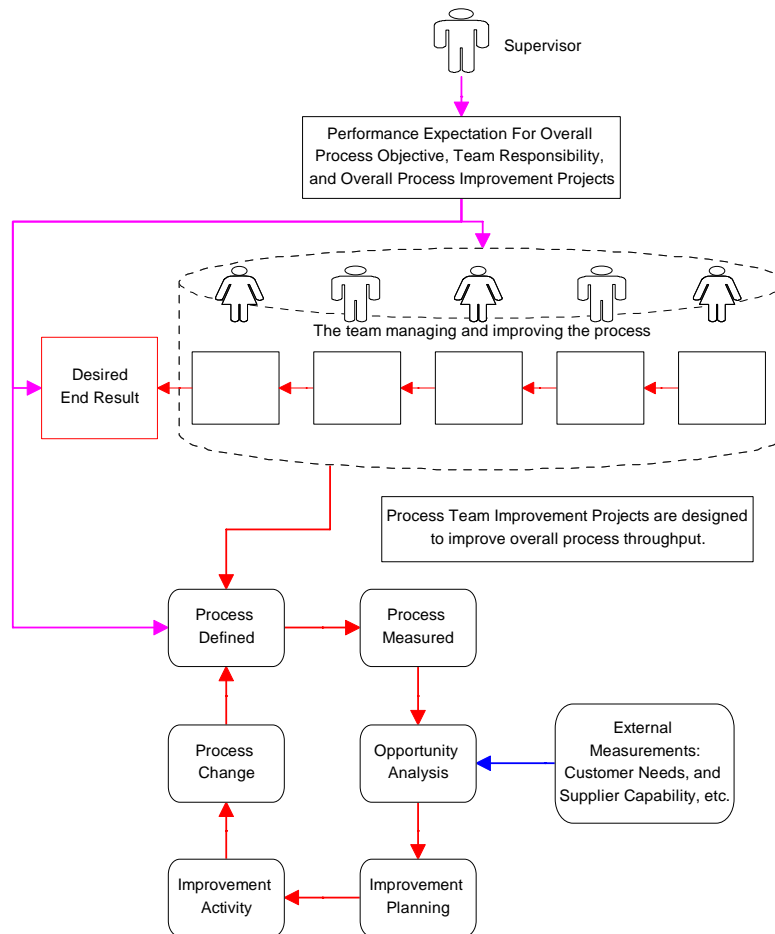 Supervisor
Performance Expectation For Overall
Process Objective, Team Responsibility,
and Overall Process Improvement Projects
The team managing and improving the process
Desired
End Result
Process Team Improvement Projects are designed
to improve overall process throughput.
Process
Defined
Process
Measured
Process
Change
Opportunity
Analysis
External
Measurements:
Customer Needs, and
Supplier Capability, etc.
Improvement
Activity
Improvement
Planning